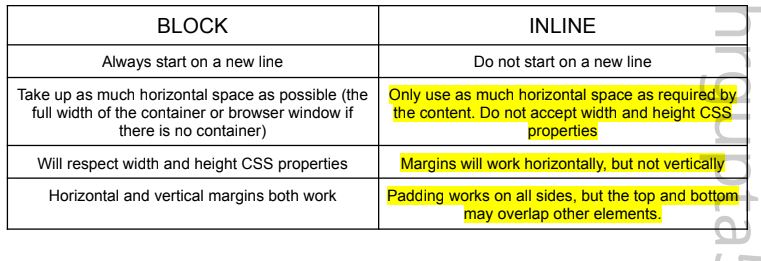 BLOCK
INLINE
Always start on a new line
Do not start on a new line
Take up as much horizontal space as possible (the
full width of the container or browser window if
there is no container)
Only use as much horizontal space as required by
the content. Do not accept width and height CSS
properties
Will respect width and height CSS properties
Margins will work horizontally, but not vertically
Horizontal and vertical margins both work
Padding works on all sides, but the top and bottom
may overlap other elements.